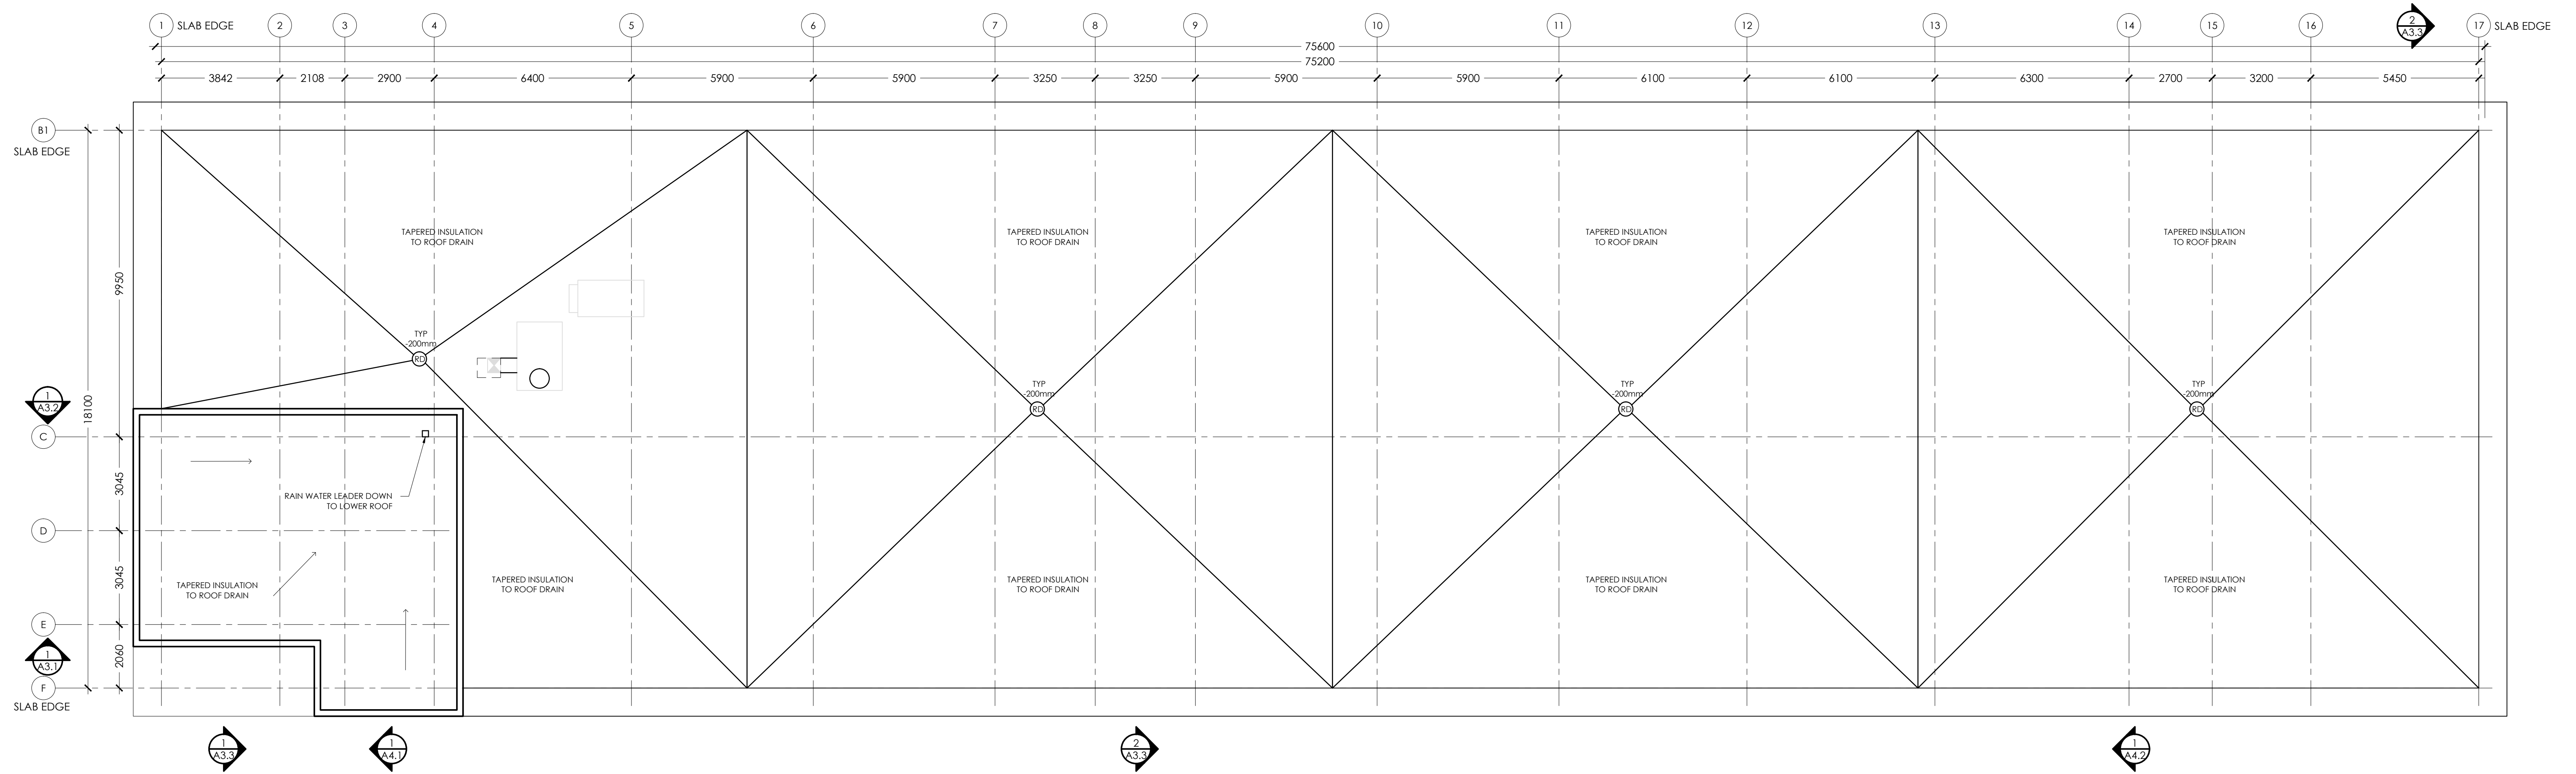 1 SLAB EDGE 2 3 4 5 6 7 8 9 10 11 12 13 14 15 16 17 SLAB EDGE
2
A3.3
75600
75200
3842 2108 2900 6400 5900 5900 3250 3250 5900 5900 6100 6100 6300 2700 3200 5450
B1
SLAB EDGE
TAPERED INSULATION
TO ROOF DRAIN
TAPERED INSULATION
TO ROOF DRAIN
TAPERED INSULATION
TO ROOF DRAIN
TAPERED INSULATION
TO ROOF DRAIN
9950
18100
TYP
-200mm
RD
TYP
-200mm
RD
TYP
-200mm
RD
TYP
-200mm
RD
1
A3.2
C
3045
RAIN WATER LEADER DOWN
TO LOWER ROOF
D
3045
TAPERED INSULATION
TO ROOF DRAIN
TAPERED INSULATION
TO ROOF DRAIN
TAPERED INSULATION
TO ROOF DRAIN
TAPERED INSULATION
TO ROOF DRAIN
TAPERED INSULATION
TO ROOF DRAIN
E
2060
1
A3.1
F
SLAB EDGE
1
A3.3
1
A4.1
2
A3.3
1
A4.2